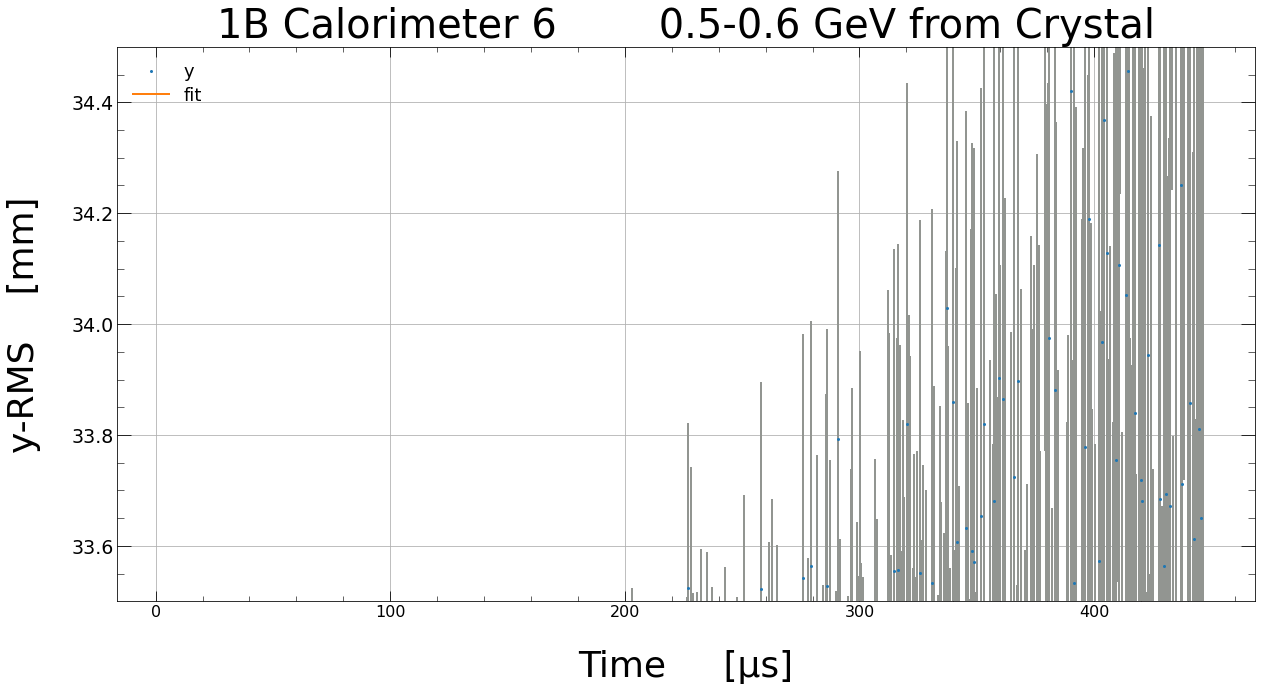 1B Calorimeter 6 0.5-0.6 GeV from Crystal
y
fit
34.4
34.2
34.0
33.8
33.6
y-RMS [mm]
0 100 200 300 400
Time [µs]